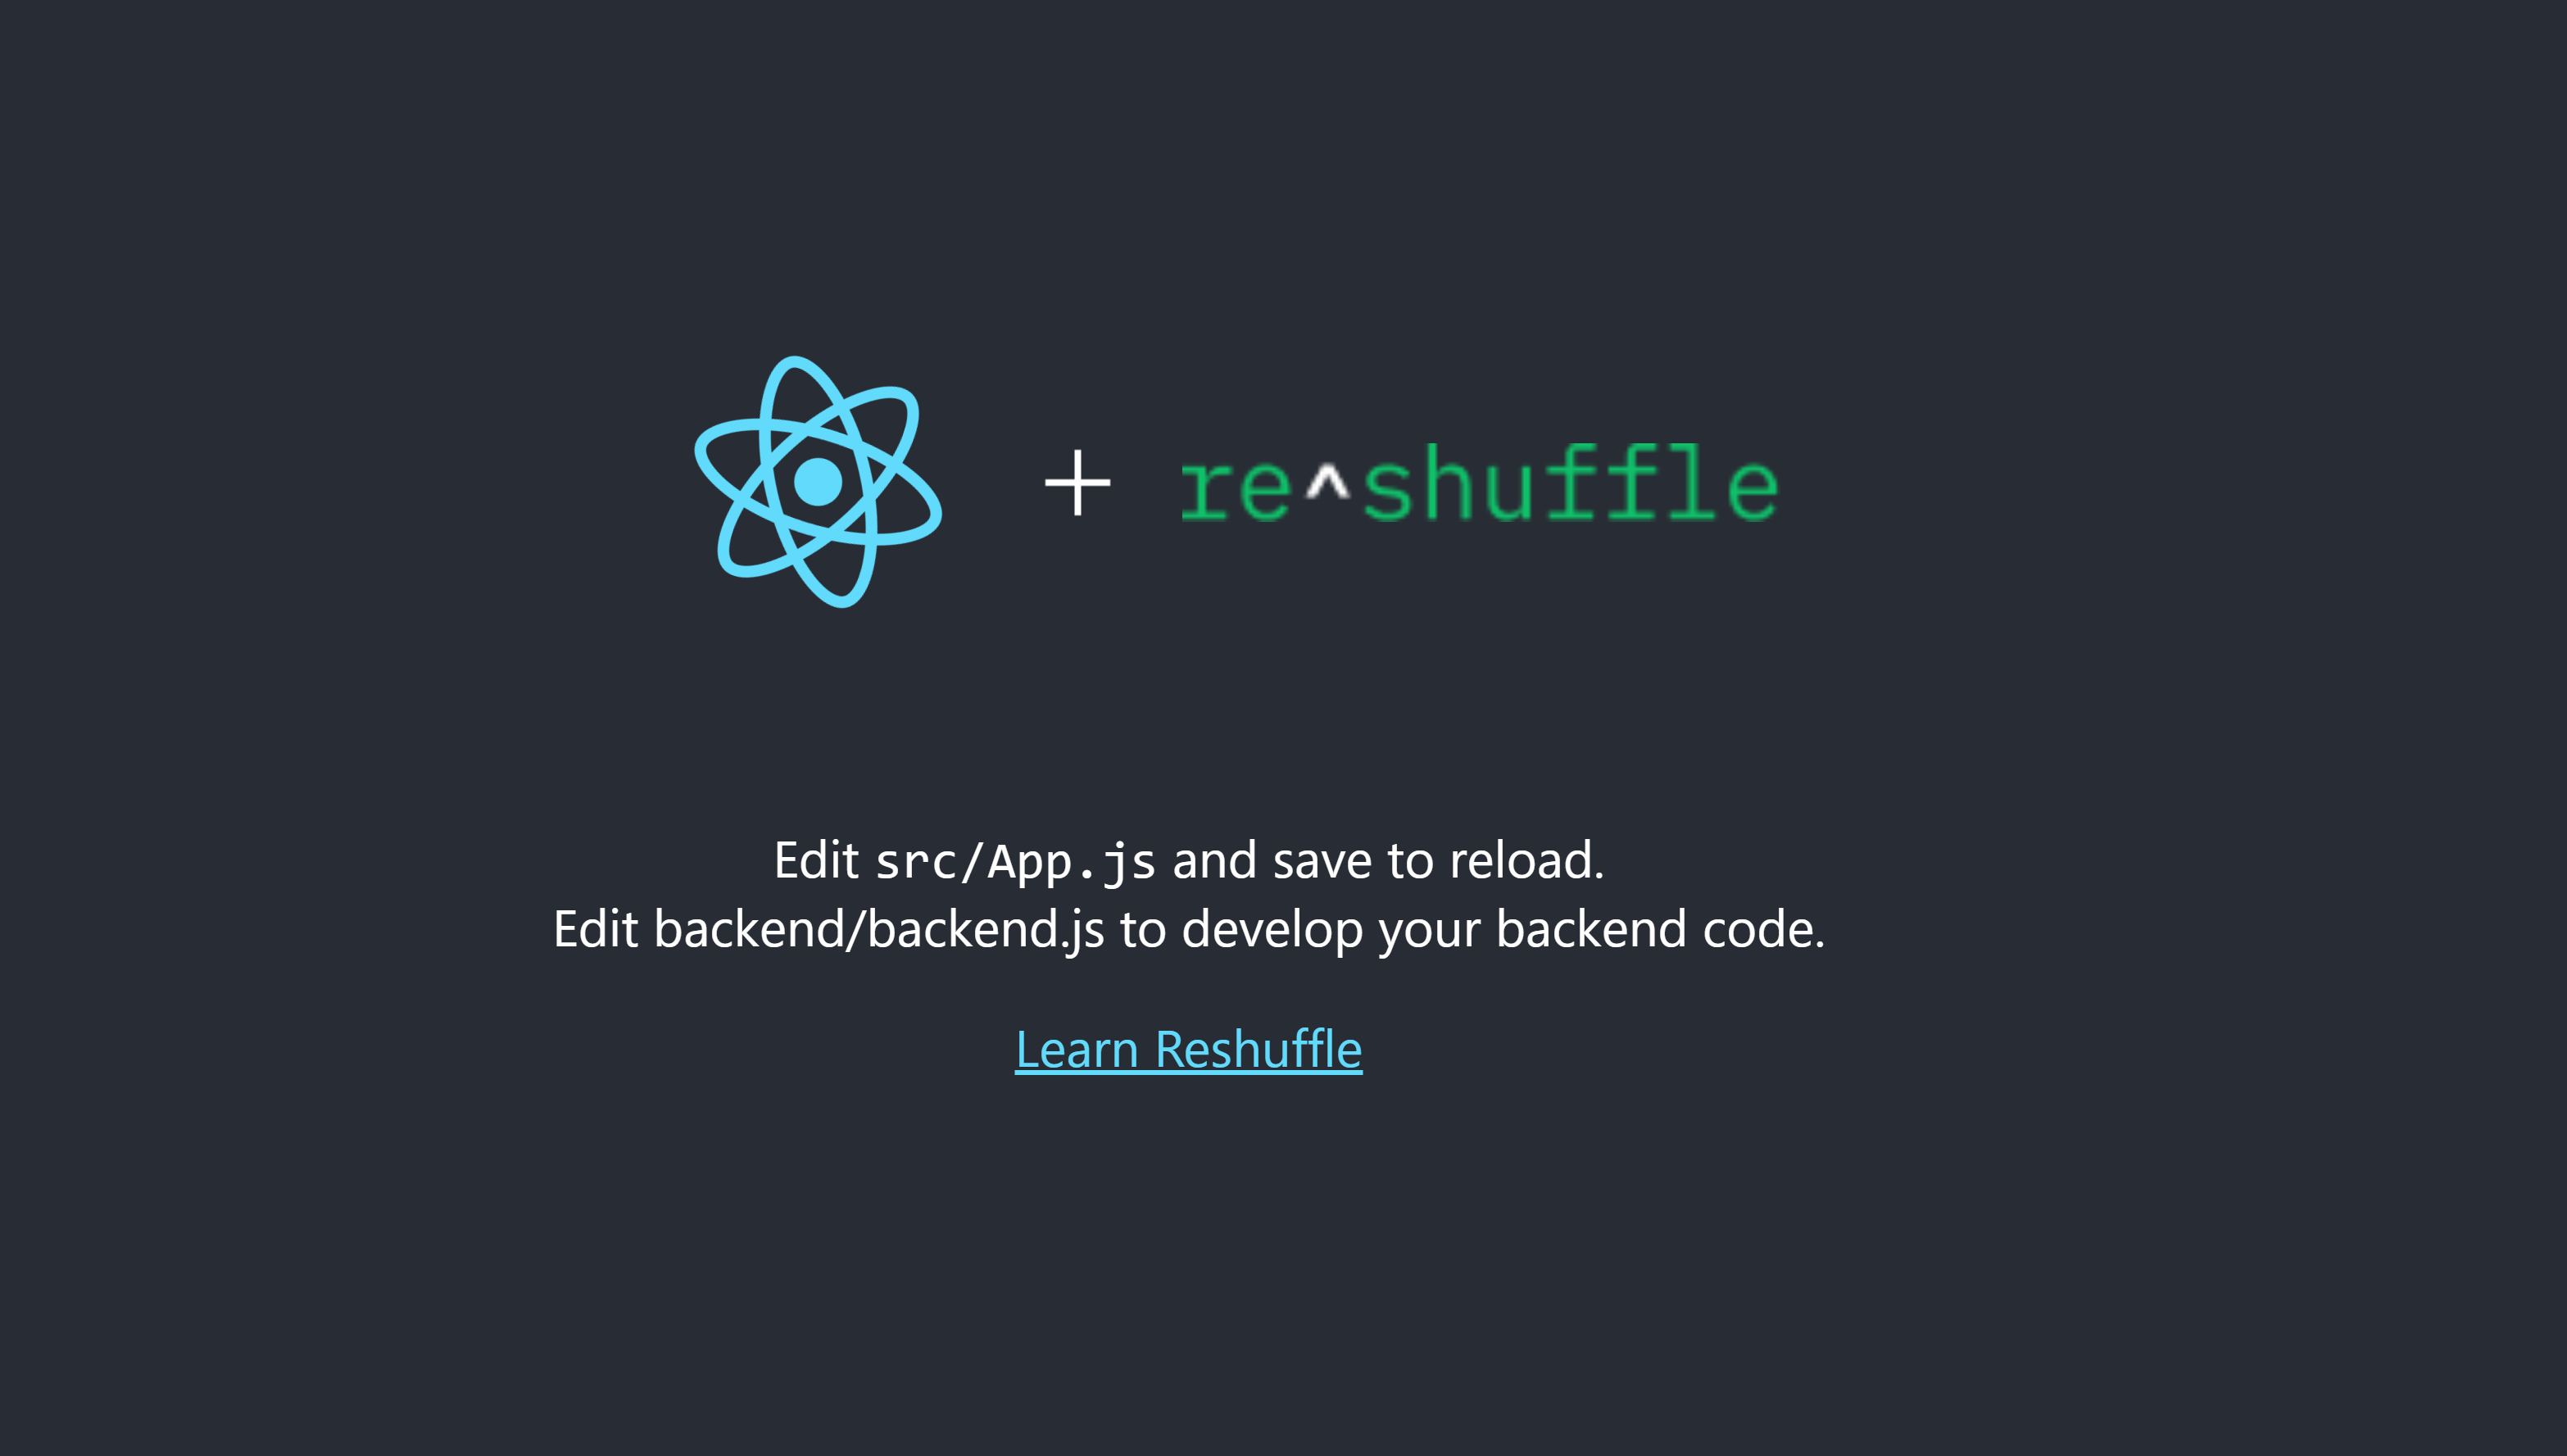 + re^shuffle
Edit src/App.js and save to reload.
Edit backend/backend.js to develop your backend code.
Learn Reshuffle